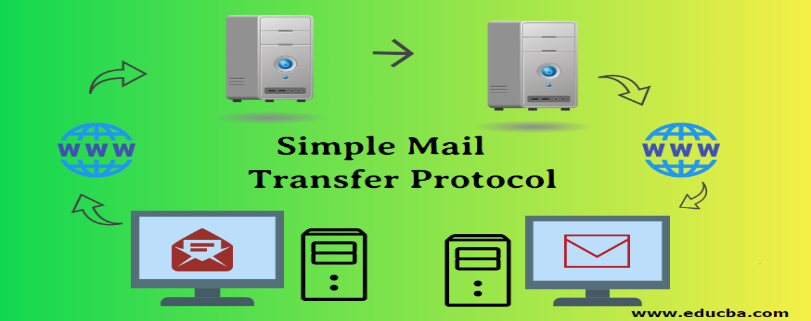 www
www
Simple Mail
Transfer Protocol
www.educba.com